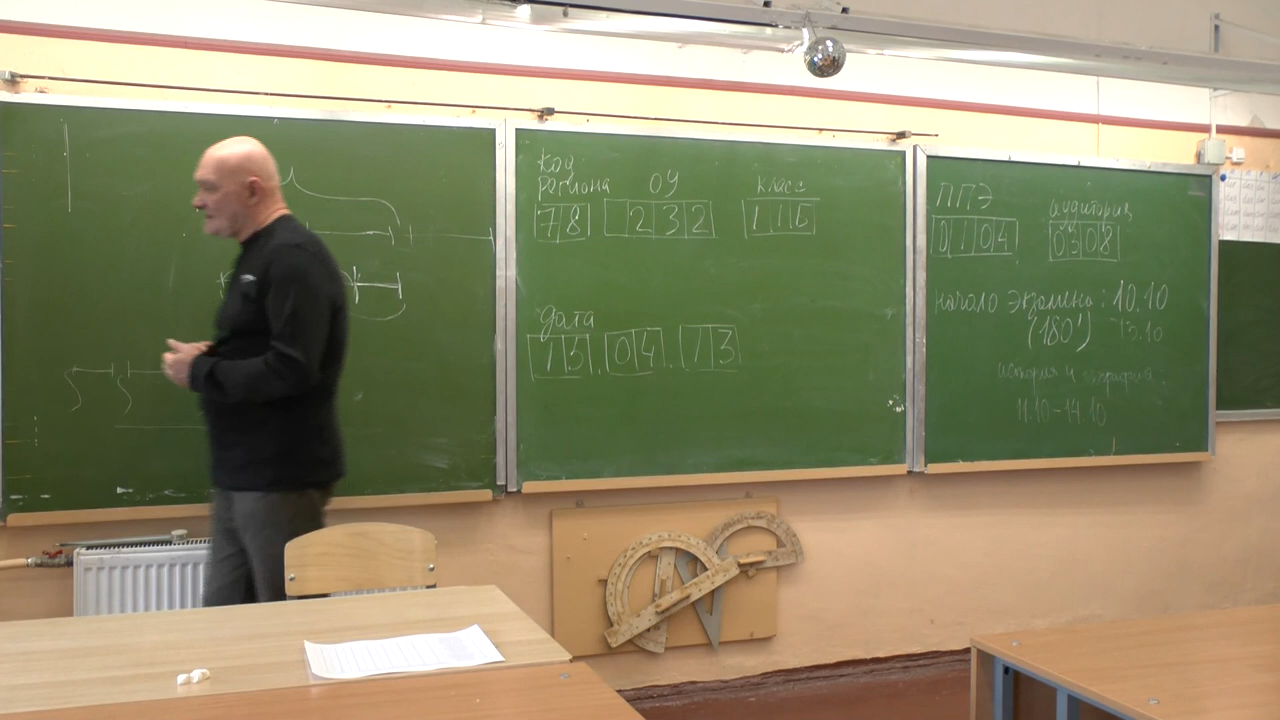 Код
региона ОУ класс
78 232 11Б
дата
15.04.13
ППЭ аудитория
0104 0308
начало экзамена: 10.10
(180') 13.10
история и география
11.10-14.10